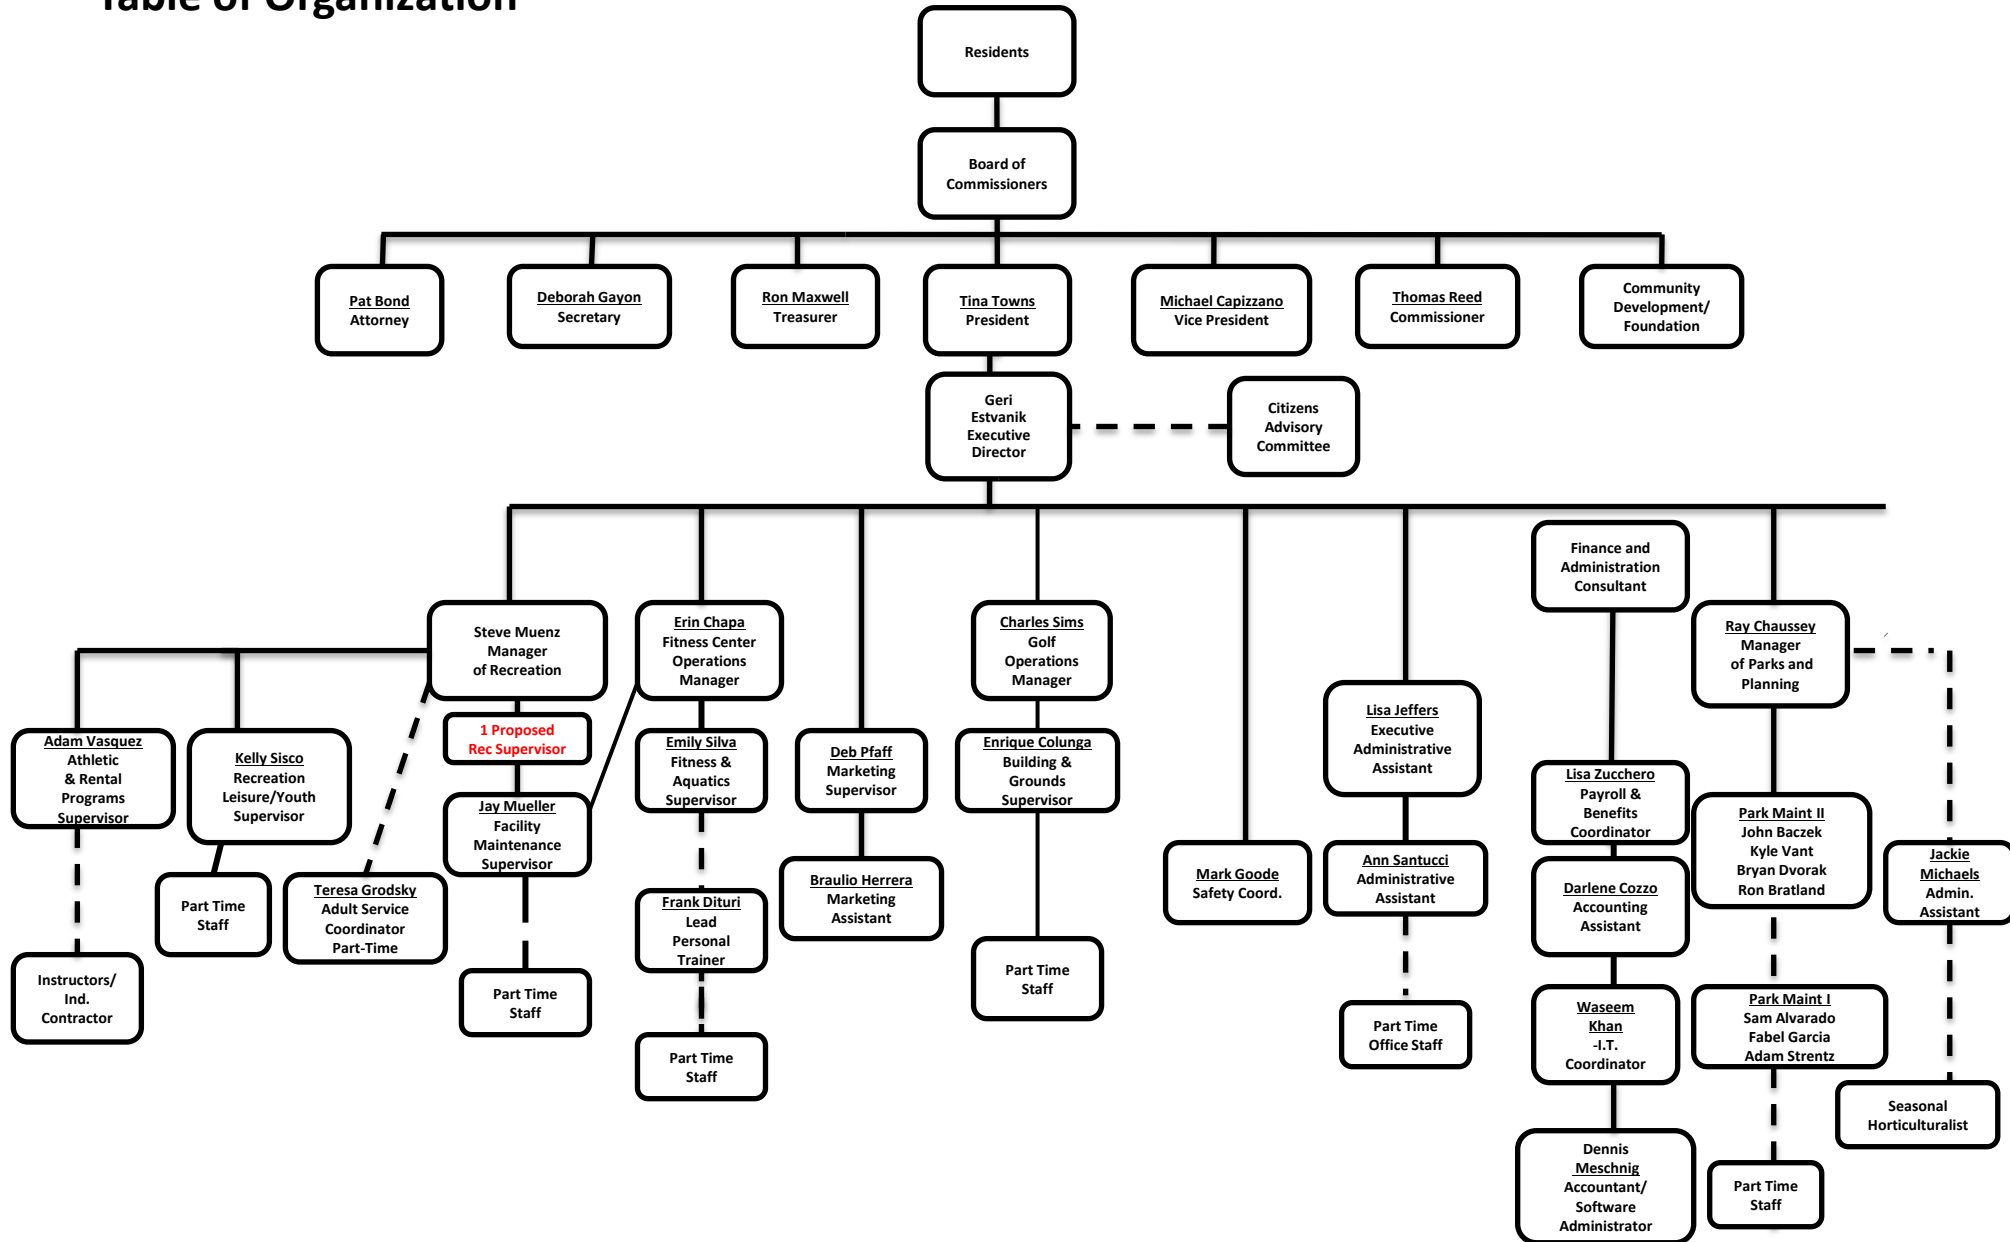 Table of Organization
Residents
Board of
Commissioners
Pat Bond
Attorney
Deborah Gayon
Secretary
Ron Maxwell
Treasurer
Tina Towns
President
Michael Capizzano
Vice President
Thomas Reed
Commissioner
Community
Development/
Foundation
Geri
Estvanik
Executive
Director
Citizens
Advisory
Committee
Finance and
Administration
Consultant
Steve Muenz
Manager
of Recreation
Erin Chapa
Fitness Center
Operations
Manager
Charles Sims
Golf
Operations
Manager
Ray Chaussey
Manager
of Parks and
Planning
1 Proposed
Rec Supervisor
Lisa Jeffers
Executive
Administrative
Assistant
Adam Vasquez
Athletic
& Rental
Programs
Supervisor
Kelly Sisco
Recreation
Leisure/Youth
Supervisor
Emily Silva
Fitness &
Aquatics
Supervisor
Deb Pfaff
Marketing
Supervisor
Enrique Colunga
Building &
Grounds
Supervisor
Lisa Zucchero
Payroll &
Benefits
Coordinator
Jay Mueller
Facility
Maintenance
Supervisor
Park Maint II
John Baczek
Kyle Vant
Bryan Dvorak
Ron Bratland
Mark Goode
Safety Coord.
Ann Santucci
Administrative
Assistant
Jackie
Michaels
Admin.
Assistant
Part Time
Staff
Teresa Grodsky
Adult Service
Coordinator
Part-Time
Braulio Herrera
Marketing
Assistant
Darlene Cozzo
Accounting
Assistant
Frank Dituri
Lead
Personal
Trainer
Instructors/
Ind.
Contractor
Part Time
Staff
Part Time
Staff
Part Time
Office Staff
Waseem
Khan
-I.T.
Coordinator
Park Maint I
Sam Alvarado
Fabel Garcia
Adam Strentz
Part Time
Staff
Seasonal
Horticulturalist
Dennis
Meschnig
Accountant/
Software
Administrator
Part Time
Staff